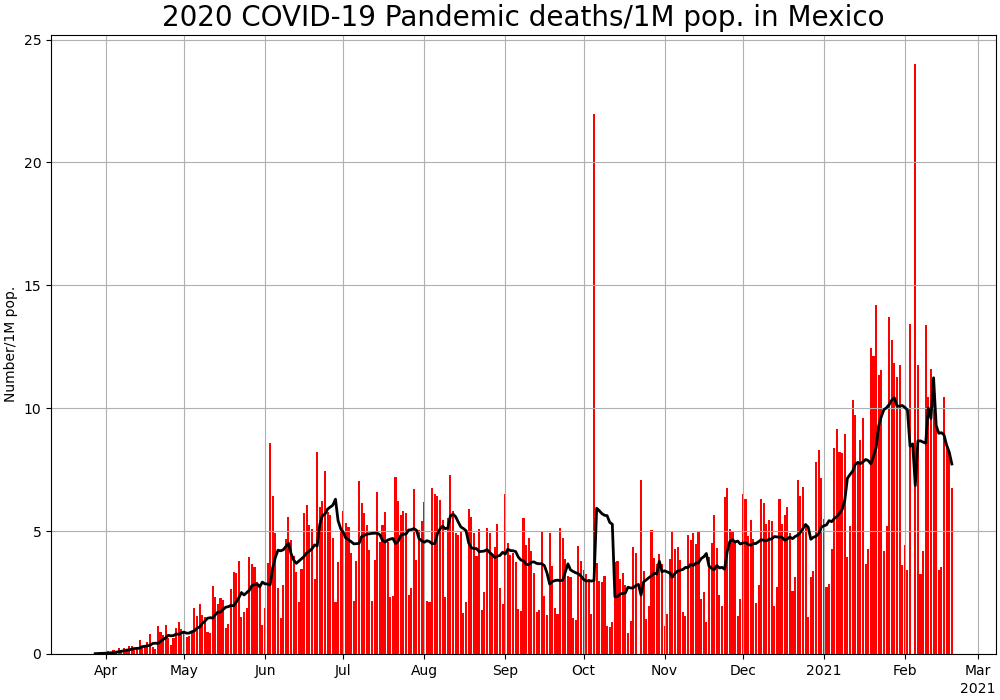 2020 COVID-19 Pandemic deaths/1M pop. in Mexico
Number/1M pop.
25
20
15
10
5
0
Apr May Jun Jul Aug Sep Oct Nov Dec 2021 Feb Mar
2021